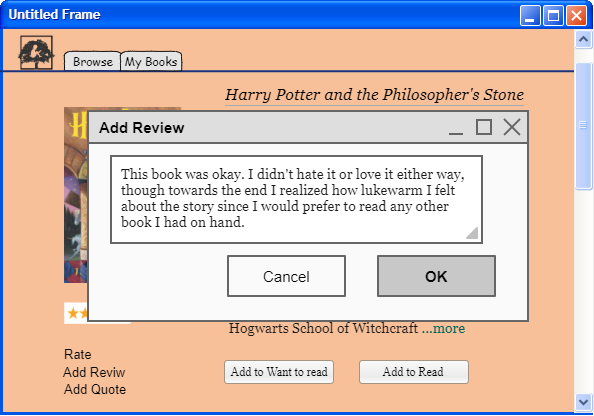 Untitled Frame
Browse
My Books
Harry Potter and the Philosopher's Stone
Add Review
This book was okay. I didn't hate it or love it either way,
though towards the end I realized how lukewarm I felt
about the story since I would prefer to read any other
book I had on hand.
Cancel
OK
Hogwarts School of Witchcraft ...more
Rate
Add Reviw
Add Quote
Add to Want to read
Add to Read